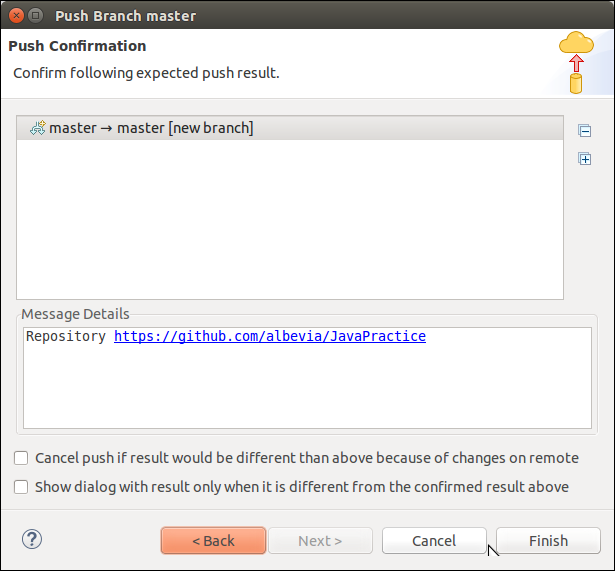 Push Branch master
Push Confirmation
Confirm following expected push result.
master → master [new branch]
Message Details
Repository https://github.com/albevia/JavaPractice
Cancel push if result would be different than above because of changes on remote
Show dialog with result only when it is different from the confirmed result above
? < Back Next > Cancel Finish